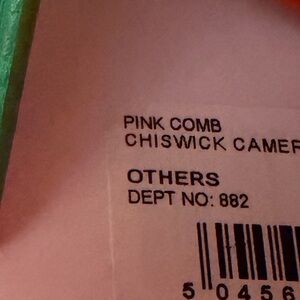 PINK COMB
CHISWICK CAMER
OTHERS
DEPT NO: 882
5 0456